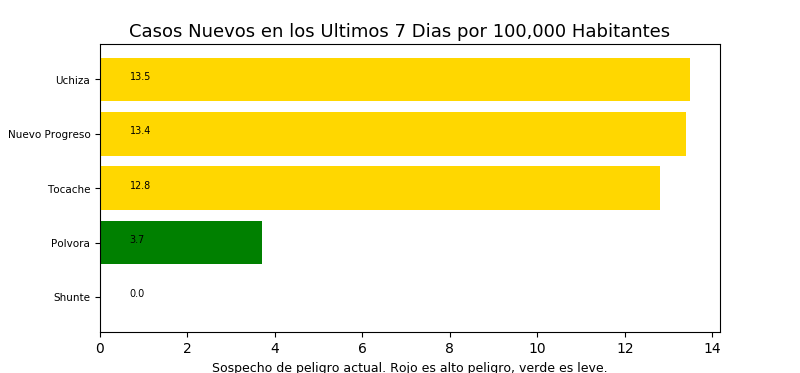 Casos Nuevos en los Ultimos 7 Dias por 100,000 Habitantes
Uchiza 13.5
Nuevo Progreso 13.4
Tocache 12.8
Polvora 3.7
Shunte 0.0
0 2 4 6 8 10 12 14
Sospecho de peligro actual. Rojo es alto peligro, verde es leve.